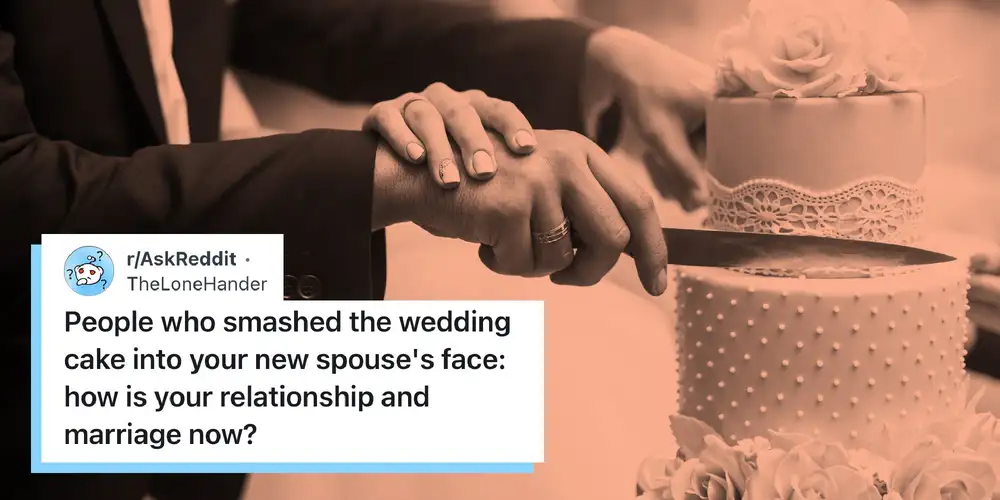 r/AskReddit ·
TheLoneHander
People who smashed the wedding
cake into your new spouse's face:
how is your relationship and
marriage now?